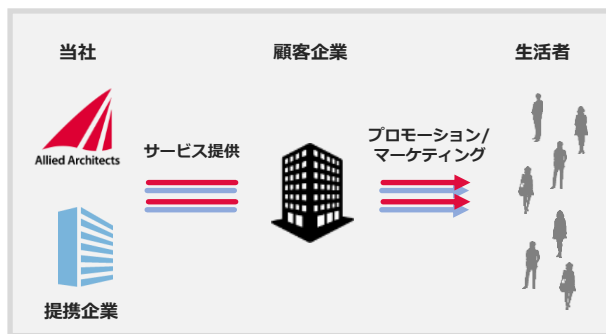 当社
顧客企業
生活者
Allied Architects
サービス提供
プロモーション/
マーケティング
提携企業